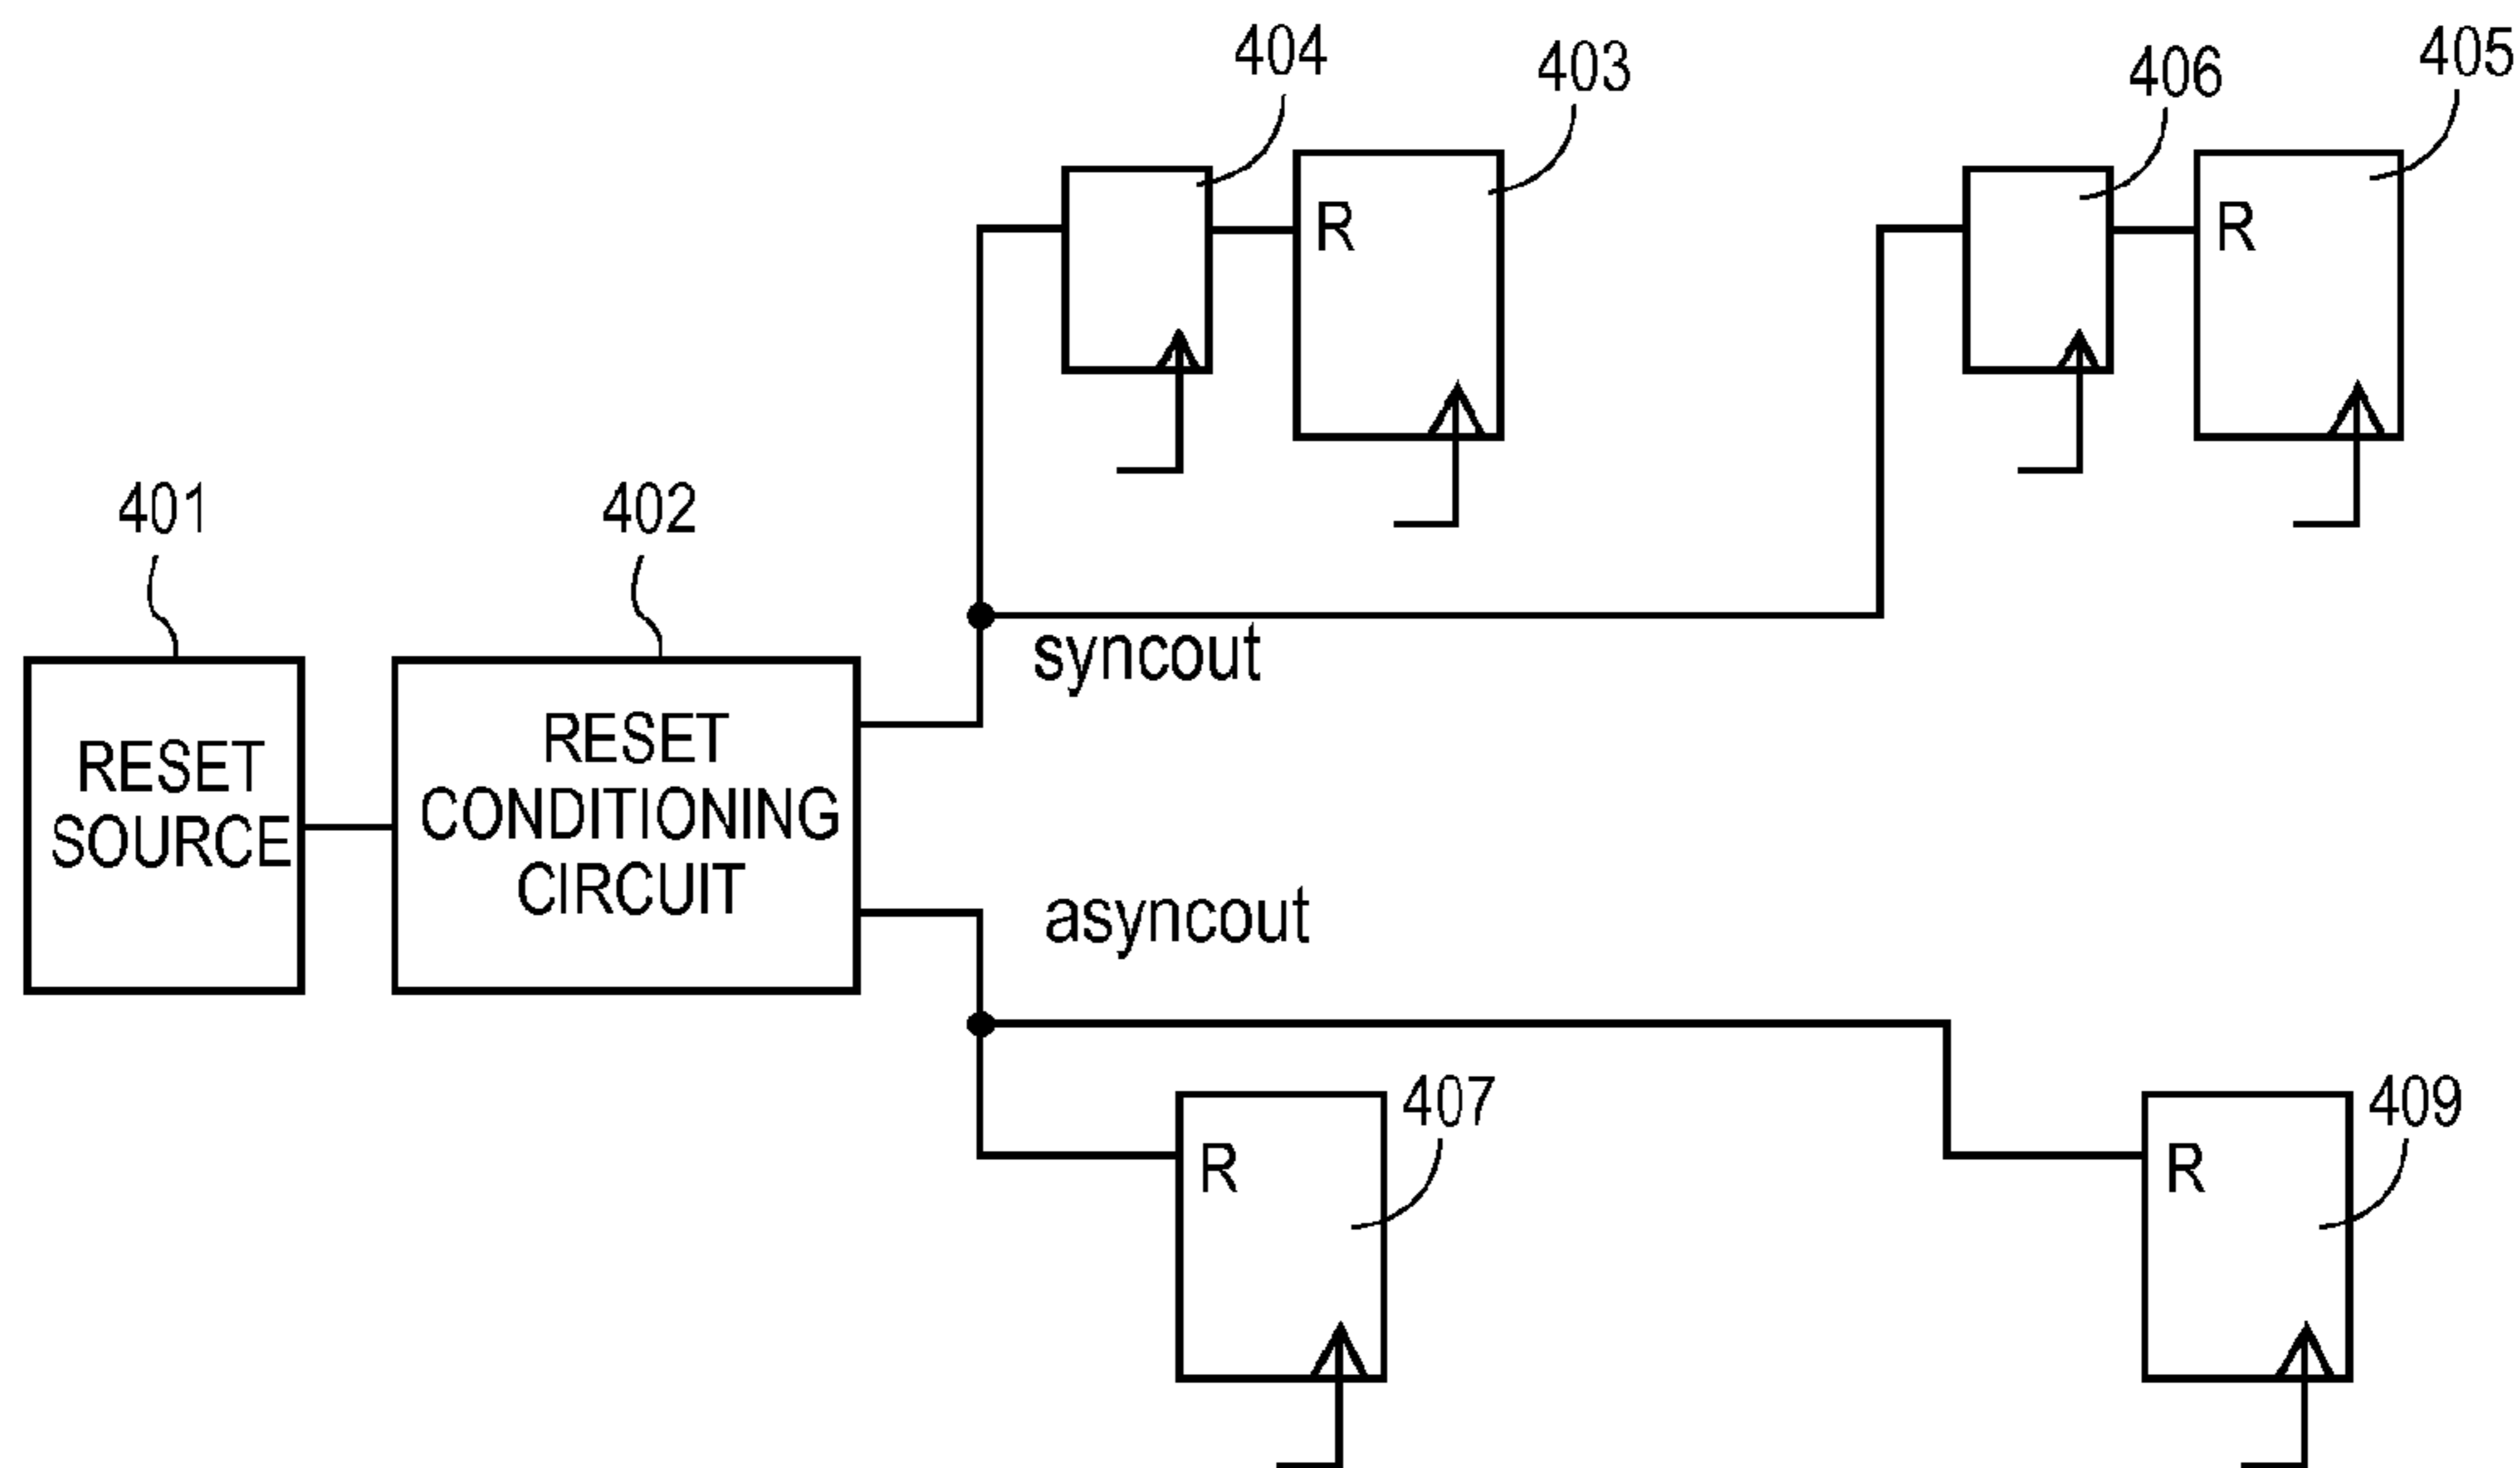 404
403
406
405
R
R
401
402
syncout
RESET
SOURCE
RESET
CONDITIONING
CIRCUIT
asyncout
407
409
R
R